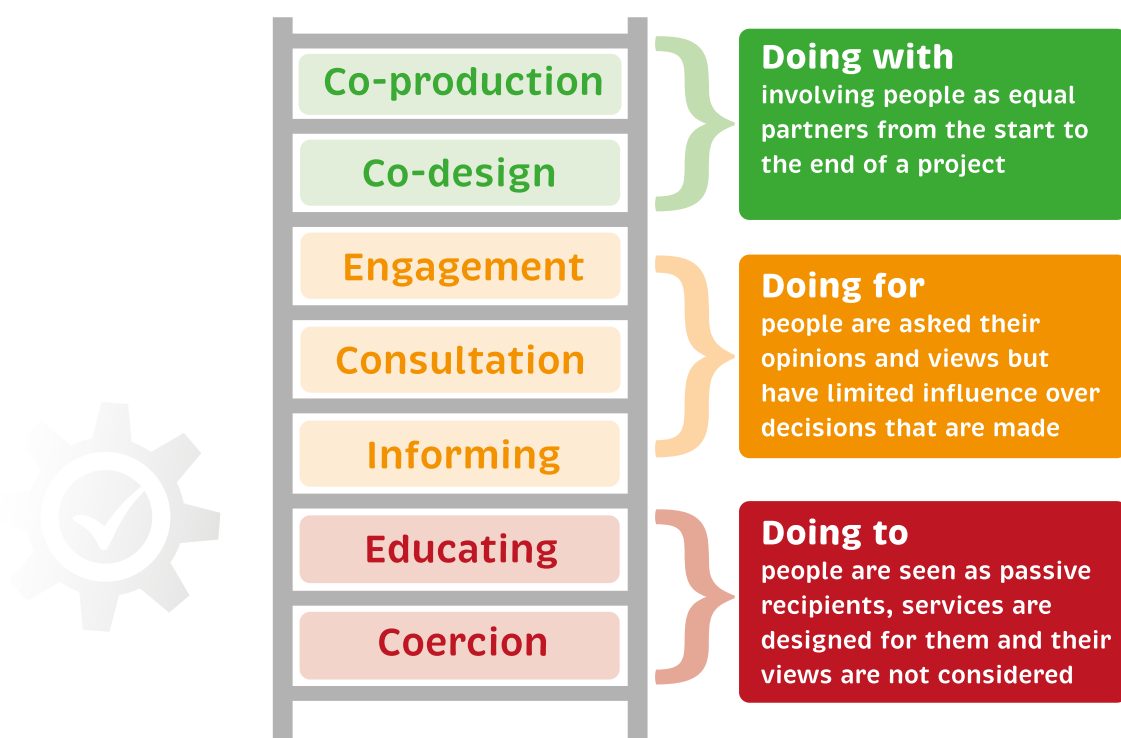 Co-production
Co-design
Doing with
involving people as equal
partners from the start to
the end of a project
Engagement
Consultation
Informing
Doing for
people are asked their
opinions and views but
have limited influence over
decisions that are made
Educating
Coercion
Doing to
people are seen as passive
recipients, services are
designed for them and their
views are not considered